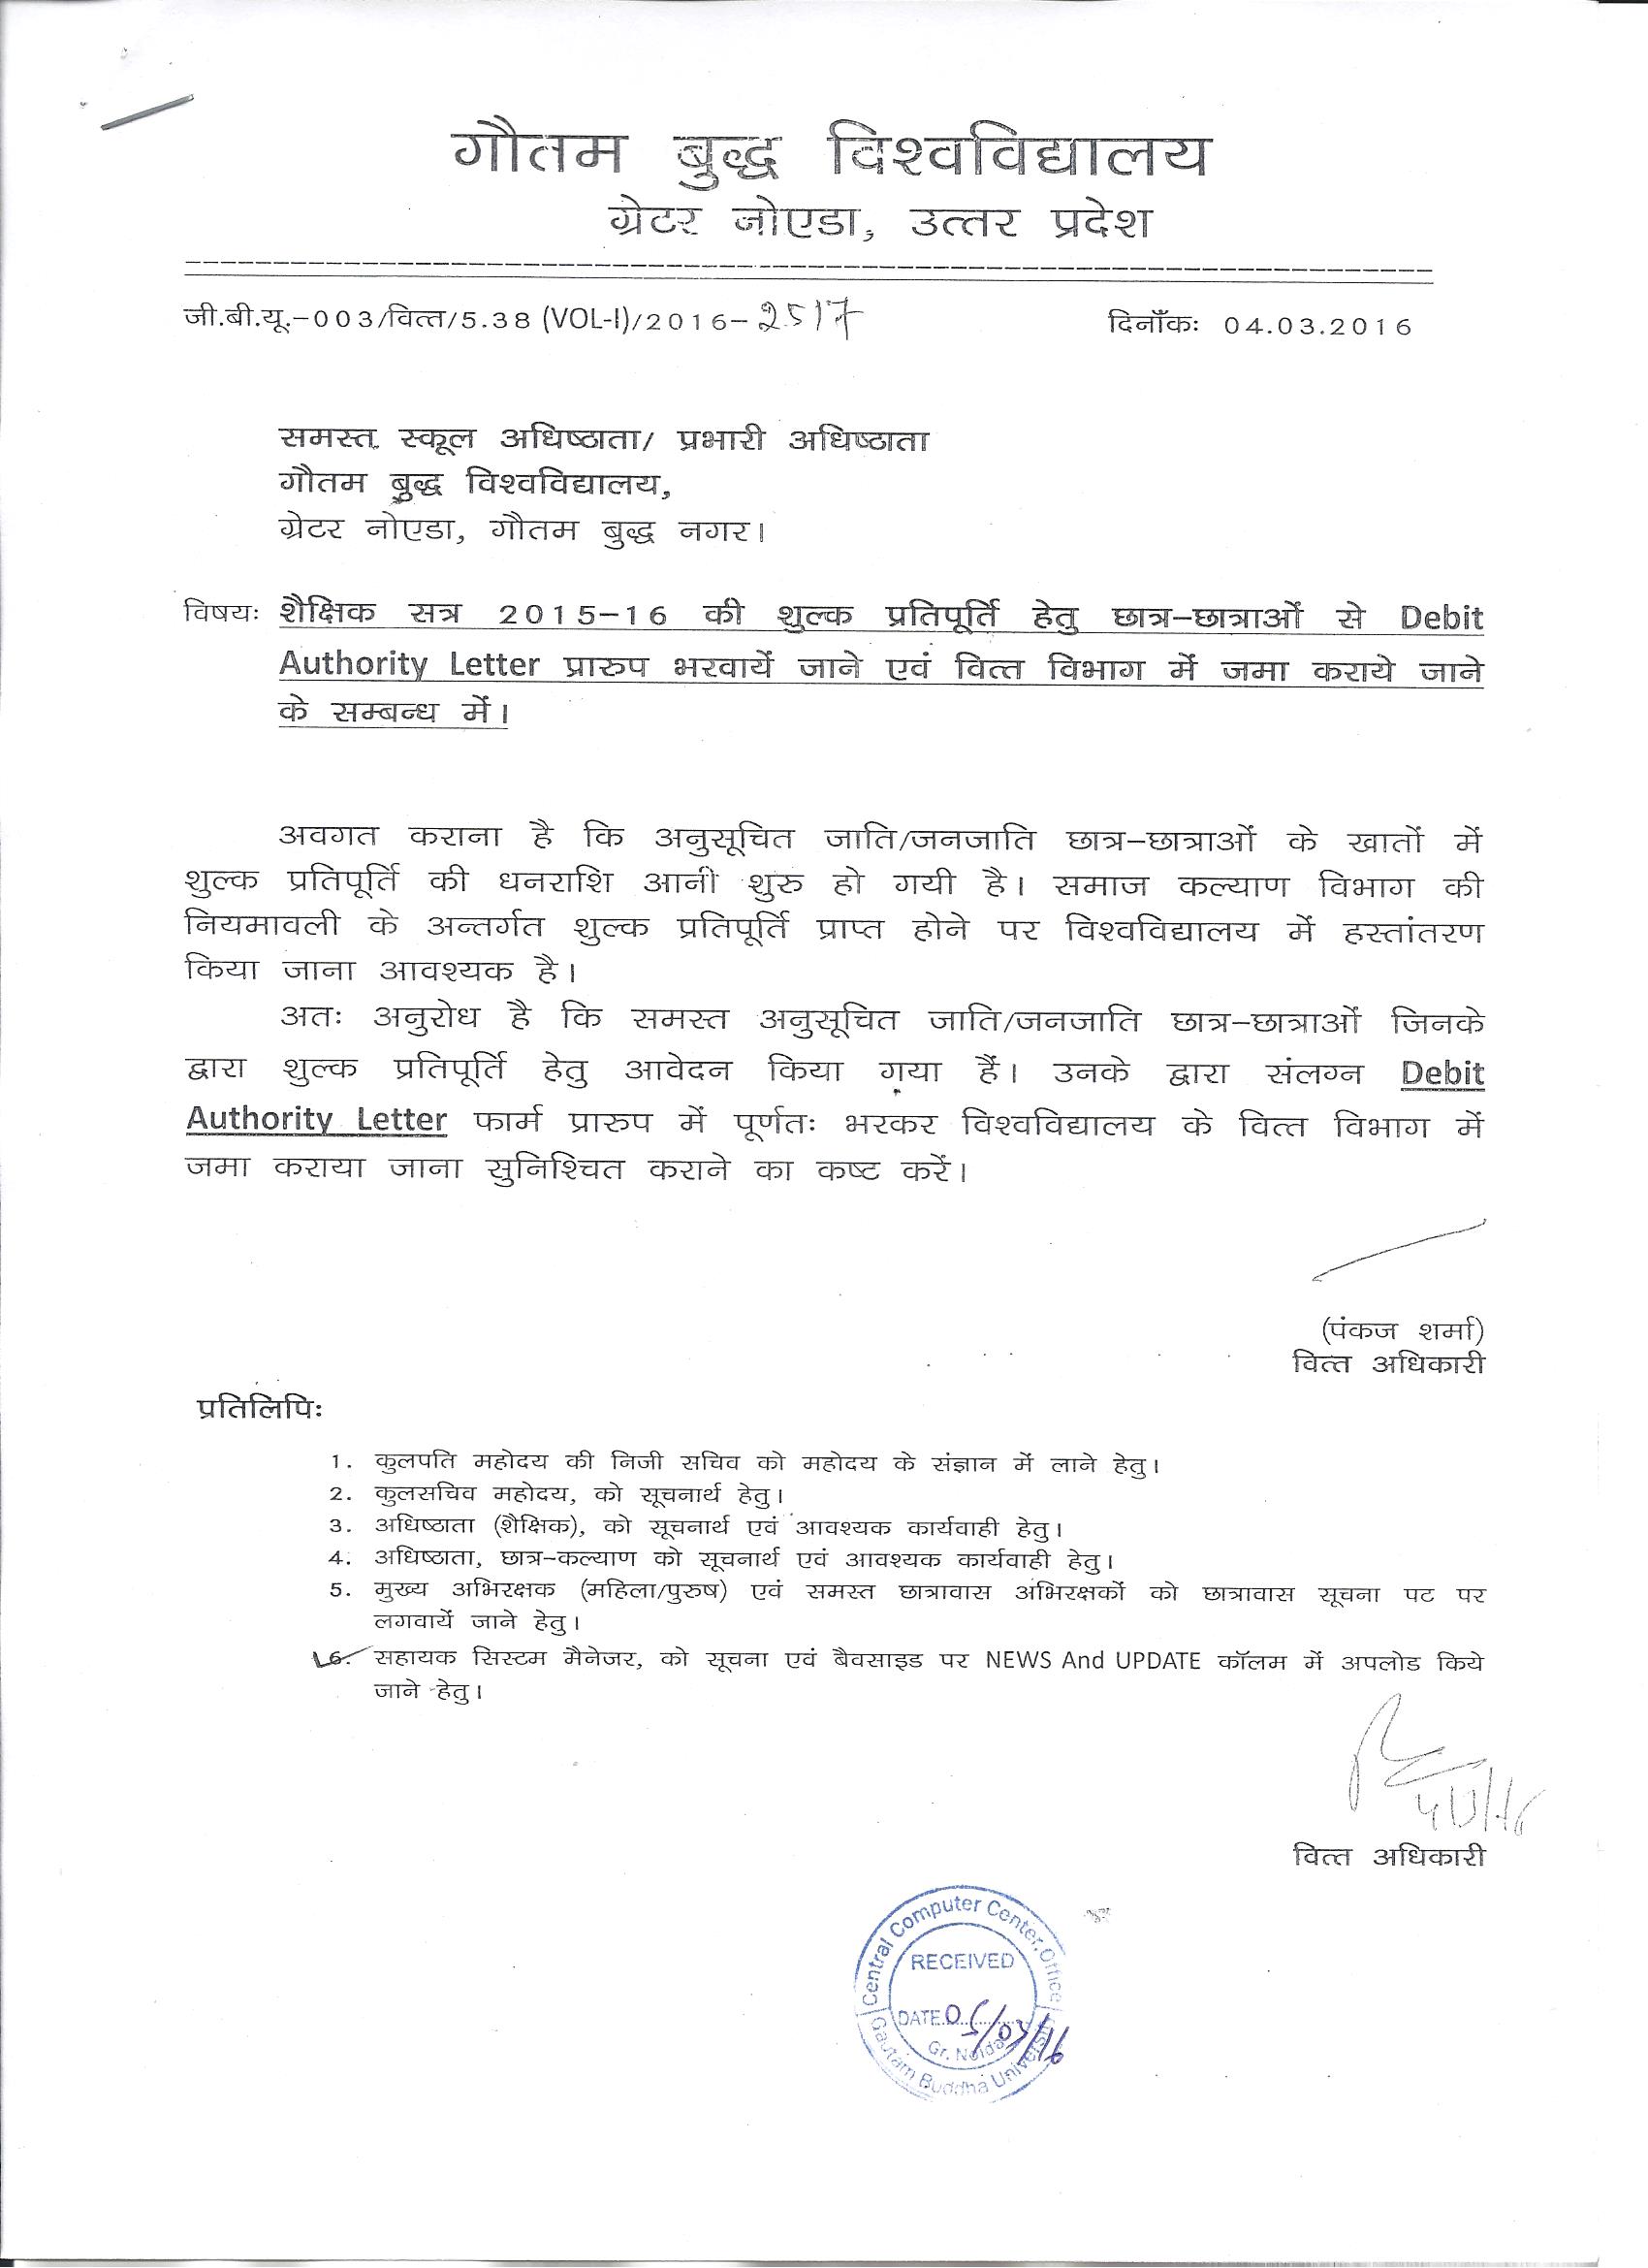 गौतम बुद्ध विश्वविद्यालय
ग्रेटर नोएडा, उत्तर प्रदेश
जी.बी.यू.-003/वित्त/5.38 (VOL-I)/2016-2517
दिनाँकः 04.03.2016
समस्त स्कूल अधिष्ठाता/ प्रभारी अधिष्ठाता
गौतम बुद्ध विश्वविद्यालय,
ग्रेटर नोएडा, गौतम बुद्ध नगर।
विषयः शैक्षिक सत्र 2015-16 की शुल्क प्रतिपूर्ति हेतु छात्र-छात्राओं से Debit
Authority Letter प्रारुप भरवायें जाने एवं वित्त विभाग में जमा कराये जाने
के सम्बन्ध में।
अवगत कराना है कि अनुसूचित जाति/जनजाति छात्र-छात्राओं के खातों में
शुल्क प्रतिपूर्ति की धनराशि आनी शुरु हो गयी है। समाज कल्याण विभाग की
नियमावली के अन्तर्गत शुल्क प्रतिपूर्ति प्राप्त होने पर विश्वविद्यालय में हस्तांतरण
किया जाना आवश्यक है।
अतः अनुरोध है कि समस्त अनुसूचित जाति/जनजाति छात्र-छात्राओं जिनके
द्वारा शुल्क प्रतिपूर्ति हेतु आवेदन किया गया हैं। उनके द्वारा संलग्न Debit
Authority Letter फार्म प्रारुप में पूर्णतः भरकर विश्वविद्यालय के वित्त विभाग में
जमा कराया जाना सुनिश्चित कराने का कष्ट करें।
(पंकज शर्मा)
वित्त अधिकारी
प्रतिलिपिः
1. कुलपति महोदय की निजी सचिव को महोदय के संज्ञान में लाने हेतु।
2. कुलसचिव महोदय, को सूचनार्थ हेतु।
3. अधिष्ठाता (शैक्षिक), को सूचनार्थ एवं आवश्यक कार्यवाही हेतु।
4. अधिष्ठाता, छात्र-कल्याण को सूचनार्थ एवं आवश्यक कार्यवाही हेतु।
5. मुख्य अभिरक्षक (महिला/पुरुष) एवं समस्त छात्रावास अभिरक्षकों को छात्रावास सूचना पट पर
लगवायें जाने हेतु।
6. सहायक सिस्टम मैनेजर, को सूचना एवं बैवसाइड पर NEWS And UPDATE कॉलम में अपलोड किये
जाने हेतु।
वित्त अधिकारी
Central Computer Center, Office
RECEIVED
DATE 05/03/16
Gr. Noida
Gautam Buddha University